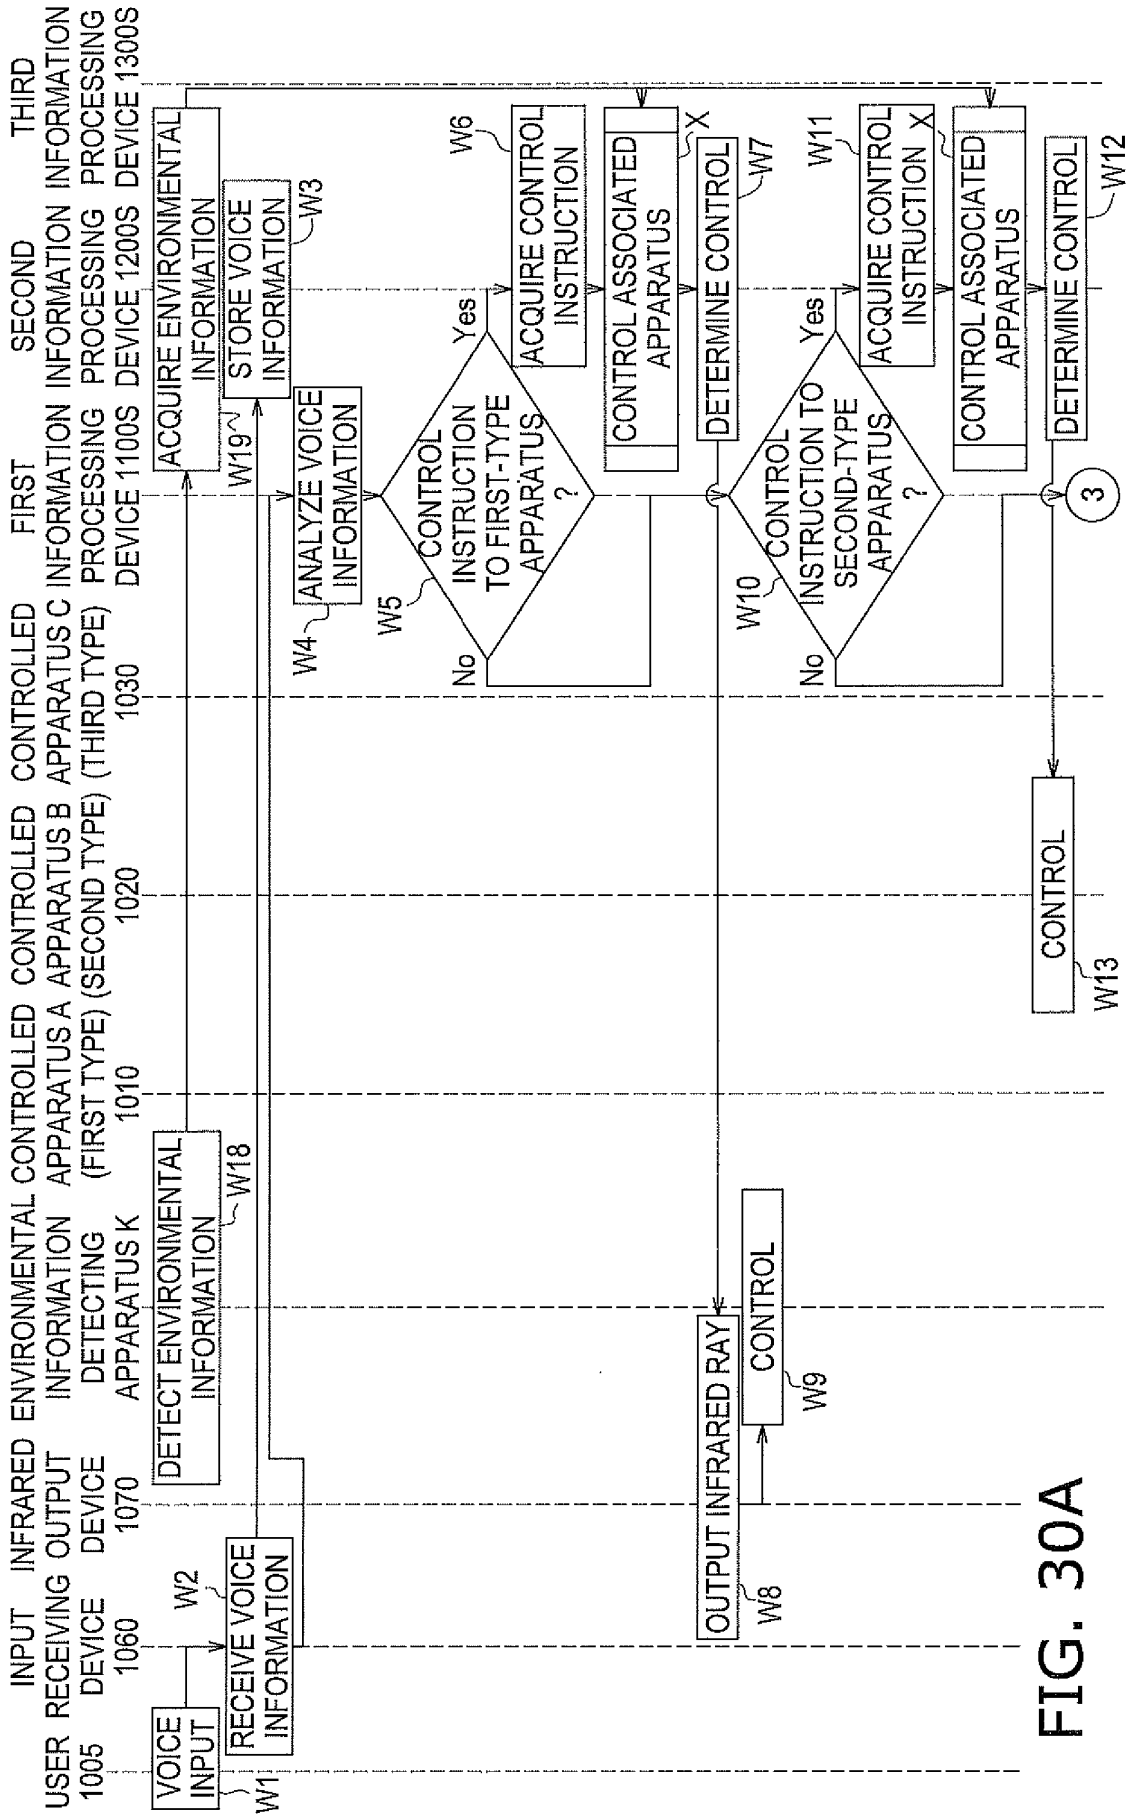 USER
1005
INPUT
RECEIVING
DEVICE
1060
INFRARED
OUTPUT
DEVICE
1070
ENVIRONMENTAL
INFORMATION
DETECTING
APPARATUS K
CONTROLLED
APPARATUS A
(FIRST TYPE)
1010
CONTROLLED
APPARATUS B
(SECOND TYPE)
1020
CONTROLLED
APPARATUS C
(THIRD TYPE)
1030
FIRST
INFORMATION
PROCESSING
DEVICE 1100S
SECOND
INFORMATION
PROCESSING
DEVICE 1200S
THIRD
INFORMATION
PROCESSING
DEVICE 1300S
VOICE
INPUT
W1
DETECT ENVIRONMENTAL
INFORMATION
W18
ACQUIRE ENVIRONMENTAL
INFORMATION
W19
W2
RECEIVE VOICE
INFORMATION
STORE VOICE
INFORMATION
W3
ANALYZE VOICE
INFORMATION
W4
W5
CONTROL
INSTRUCTION
TO FIRST-TYPE
APPARATUS
?
No
Yes
W6
ACQUIRE CONTROL
INSTRUCTION
CONTROL ASSOCIATED
APPARATUS
X
DETERMINE CONTROL
W7
OUTPUT INFRARED RAY
W8
CONTROL
W9
W10
CONTROL
INSTRUCTION TO
SECOND-TYPE
APPARATUS
?
No
Yes
W11
ACQUIRE CONTROL
INSTRUCTION
X
CONTROL ASSOCIATED
APPARATUS
DETERMINE CONTROL
W12
CONTROL
W13
3
FIG. 30A